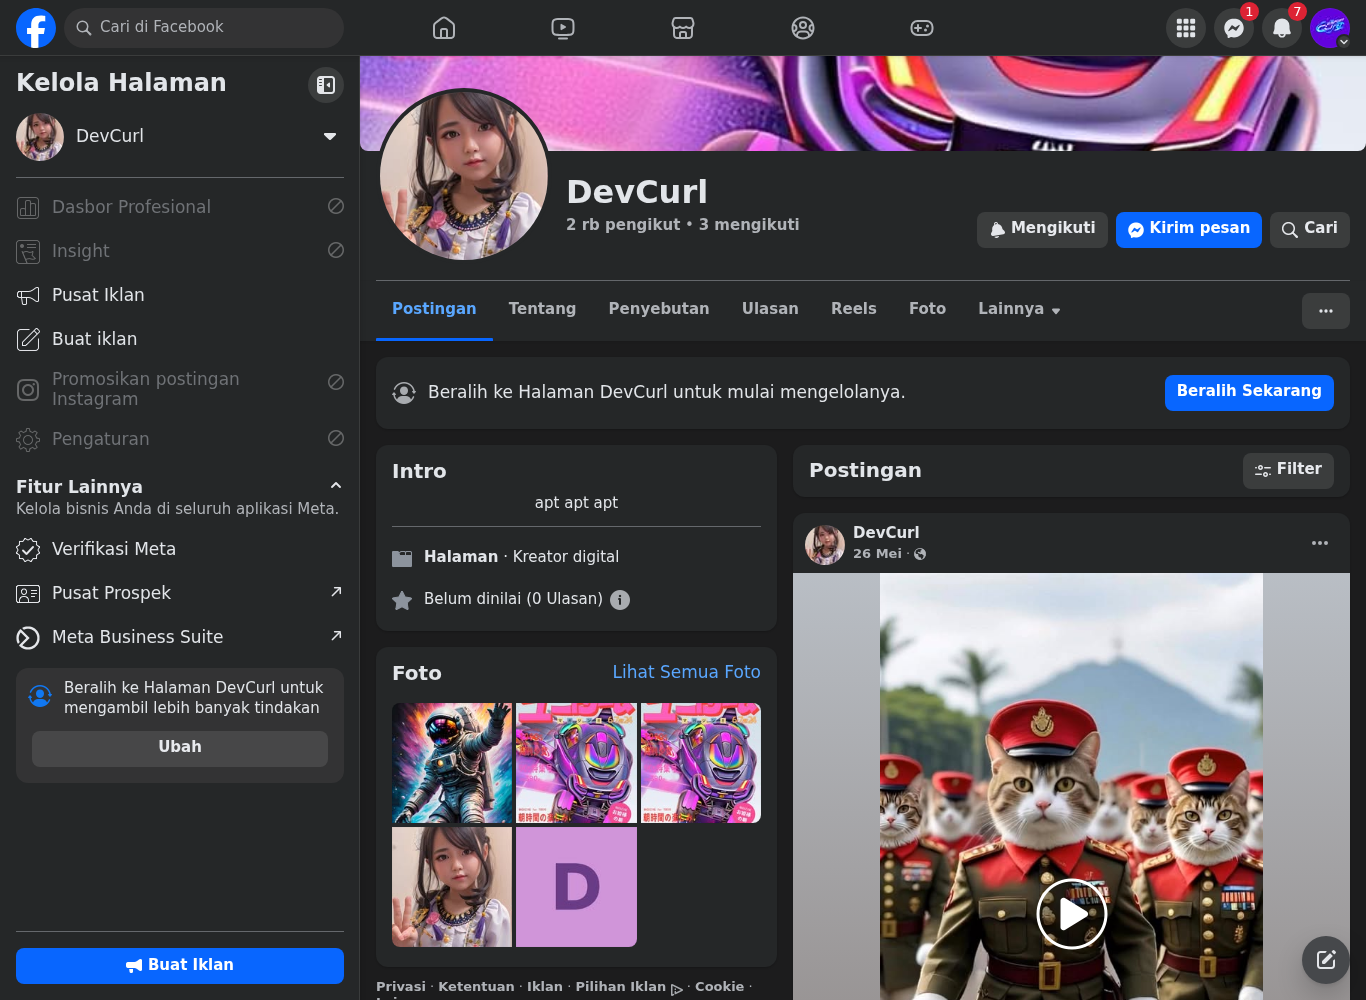 Cari di Facebook
1
7
Kelola Halaman
DevCurl
Dasbor Profesional
Insight
Pusat Iklan
Buat iklan
Promosikan postingan
Instagram
Pengaturan
Fitur Lainnya
Kelola bisnis Anda di seluruh aplikasi Meta.
Verifikasi Meta
Pusat Prospek
Meta Business Suite
Beralih ke Halaman DevCurl untuk
mengambil lebih banyak tindakan
Ubah
Buat Iklan
DevCurl
2 rb pengikut • 3 mengikuti
Mengikuti
Kirim pesan
Cari
Postingan
Tentang
Penyebutan
Ulasan
Reels
Foto
Lainnya
Beralih ke Halaman DevCurl untuk mulai mengelolanya.
Beralih Sekarang
Intro
apt apt apt
Halaman · Kreator digital
Belum dinilai (0 Ulasan)
Foto
Lihat Semua Foto
D
Privasi · Ketentuan · Iklan · Pilihan Iklan · Cookie ·
Postingan
Filter
DevCurl
26 Mei ·